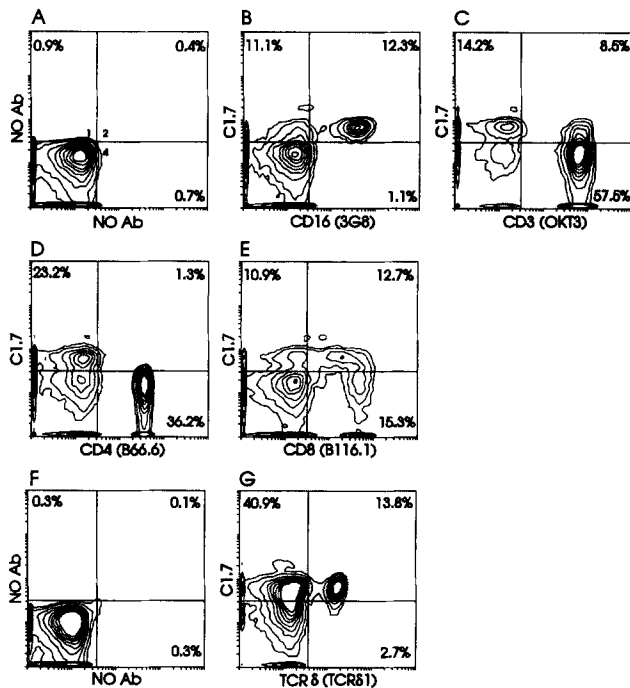 A
B
C
0.9%
0.4%
11.1%
12.3%
14.2%
8.5%
NO Ab
1
2
4
C1.7
C1.7
0.7%
1.1%
57.5%
NO Ab
CD16 (3G8)
CD3 (OKT3)
D
E
23.2%
1.3%
10.9%
12.7%
C1.7
C1.7
36.2%
15.3%
CD4 (B66.6)
CD8 (B116.1)
F
G
0.3%
0.1%
40.9%
13.8%
NO Ab
C1.7
0.3%
2.7%
NO Ab
TCR δ (TCRδ1)